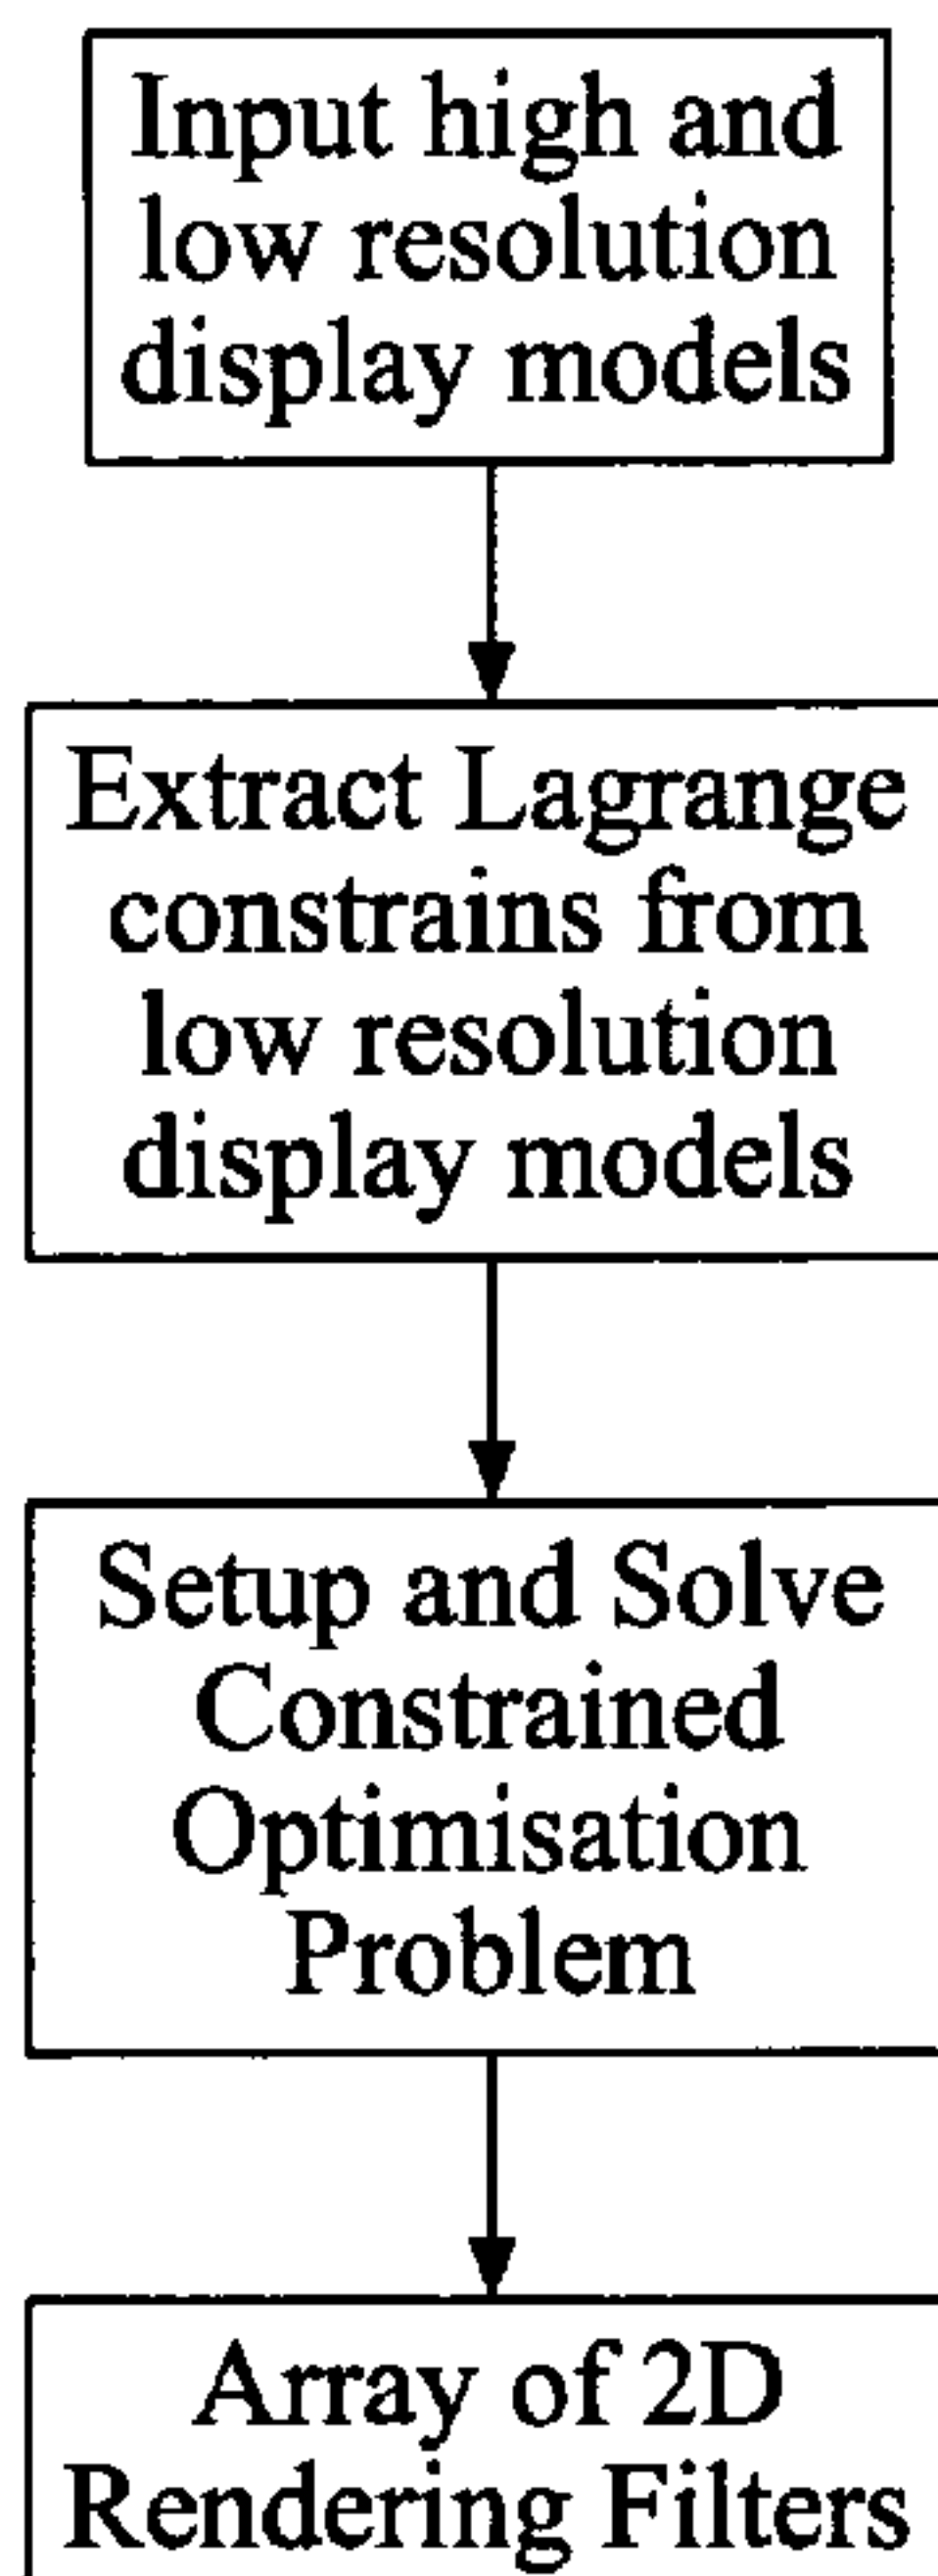 Input high and
low resolution
display models
Extract Lagrange
constrains from
low resolution
display models
Setup and Solve
Constrained
Optimisation
Problem
Array of 2D
Rendering Filters